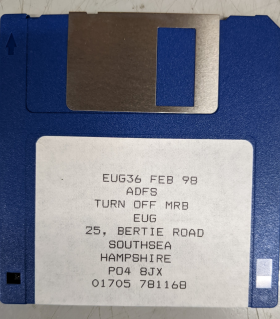 EUG36 FEB 98
ADFS
TURN OFF MRB
EUG
25, BERTIE ROAD
SOUTHSEA
HAMPSHIRE
PO4 8JX
01705 781168